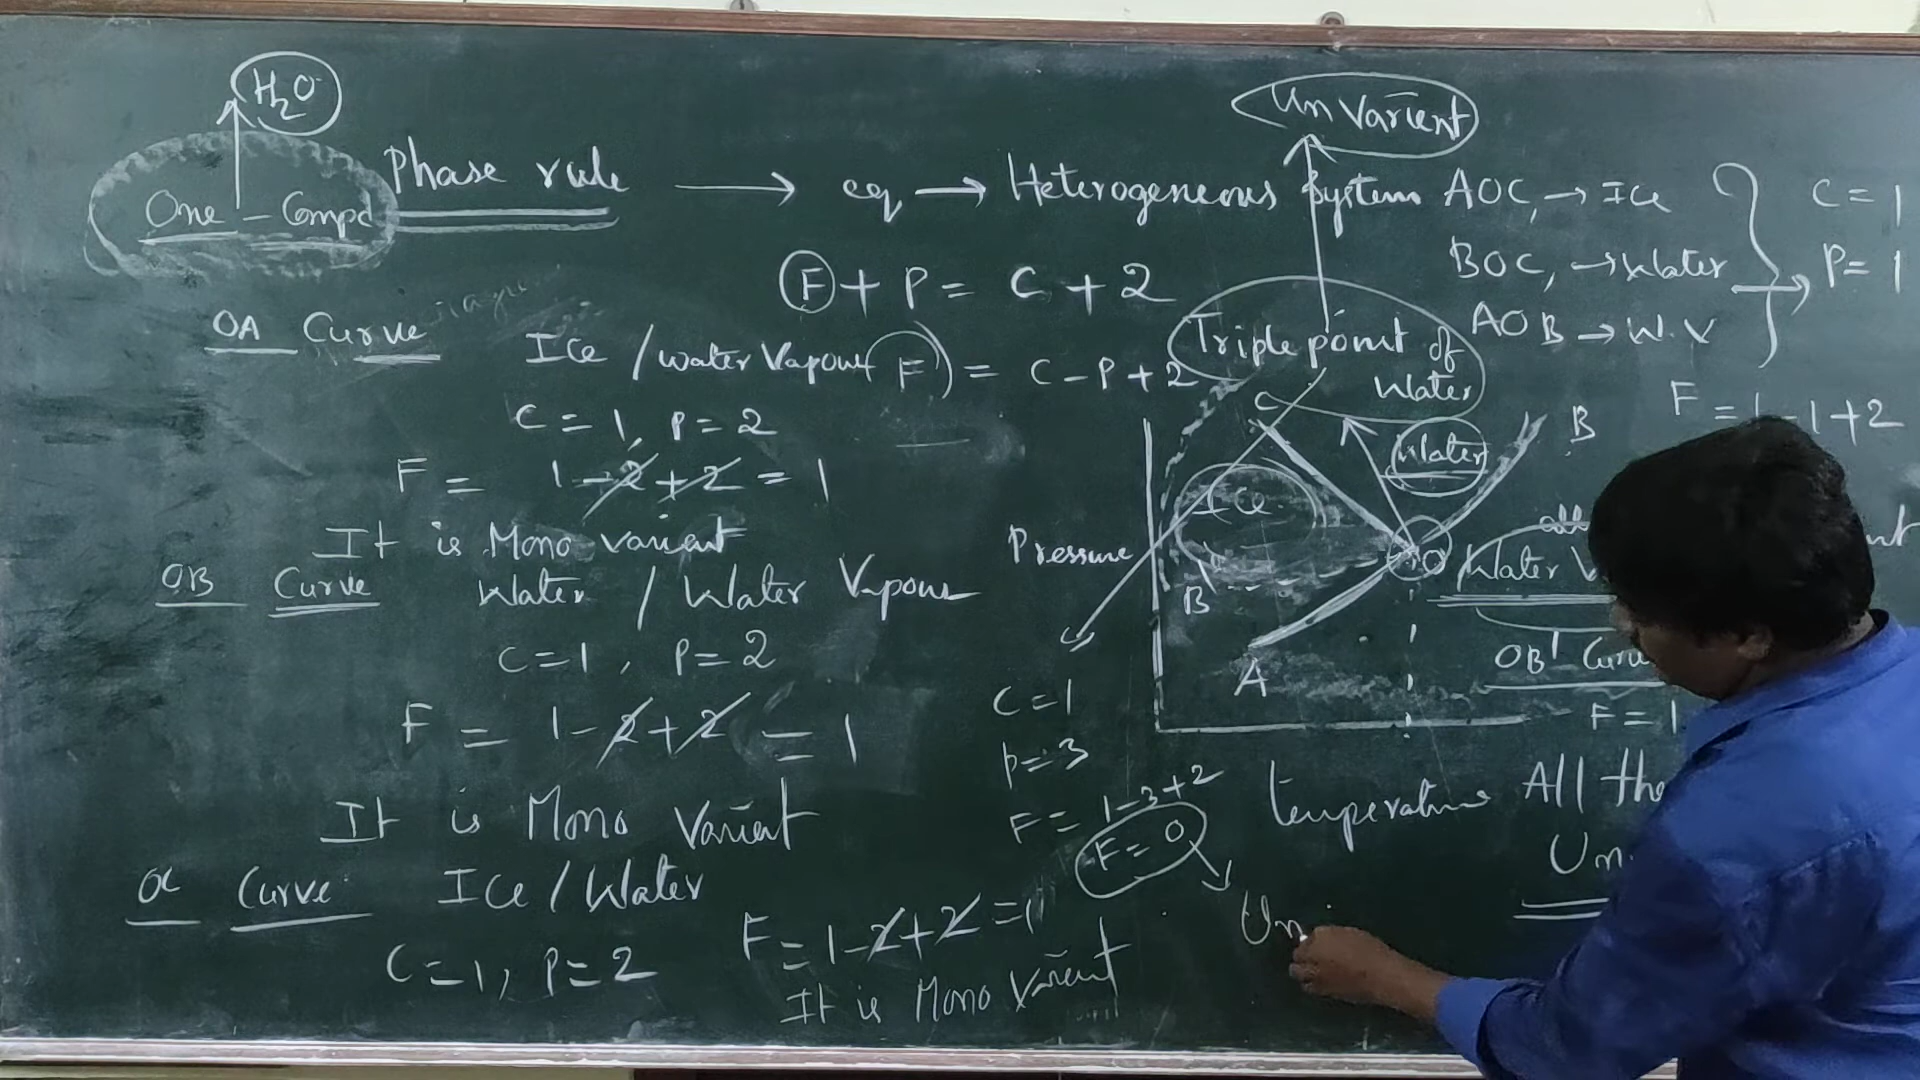 H₂O
One - Compd Phase rule → eq → Heterogeneous System
F + P = C + 2
OA Curve Ice / water Vapour F = C - P + 2
C = 1, P = 2
F = 1 - 2 + 2 = 1
It is Mono varient
OB Curve Water / Water Vapour
C = 1, P = 2
F = 1 - 2 + 2 = 1
It is Mono Varient
OC Curve Ice / Water
C = 1, P = 2
F = 1 - 2 + 2 = 1
It is Mono Varient
Un Varient
Triple point of
Water
C
B
Ice
Water
O
B'
A
Pressure
temperature
C = 1
P = 3
F = 1 - 3 + 2
F = 0
Un
AOC, → Ice
BOC, → Water
AOB → W.V
C = 1
P = 1
F = 1 - 1 + 2
Water V
OB'
F = 1
All the
Un